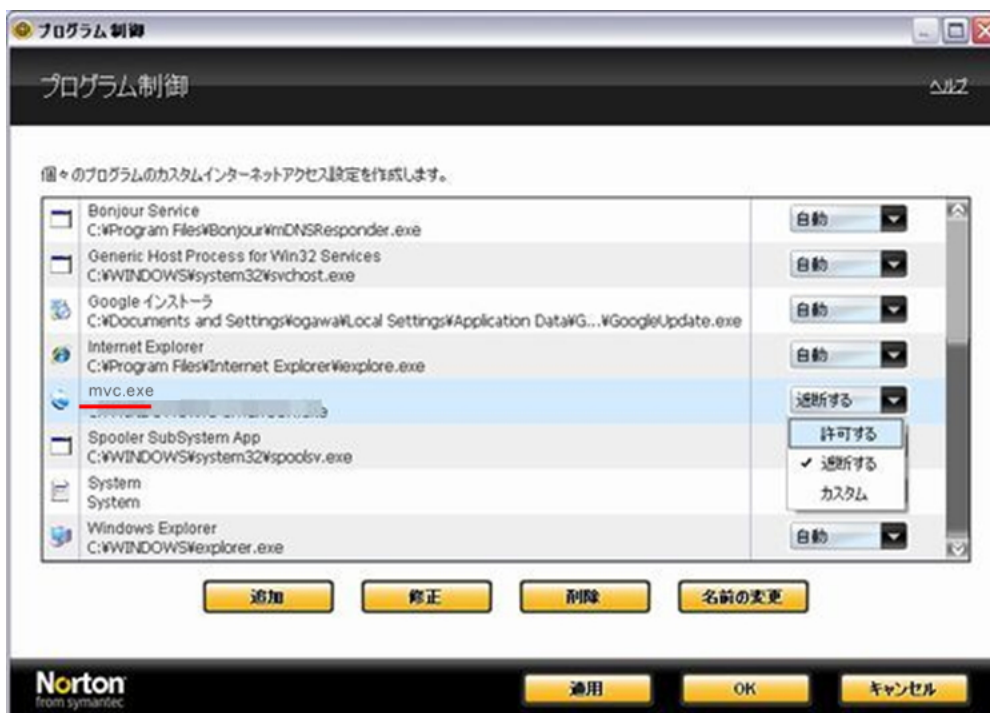 プログラム制御
プログラム制御
ヘルプ
個々のプログラムのカスタムインターネットアクセス設定を作成します。
Bonjour Service
C:¥Program Files¥Bonjour¥mDNSResponder.exe
自動
Generic Host Process for Win32 Services
C:¥WINDOWS¥system32¥svchost.exe
自動
Google インストーラ
C:¥Documents and Settings¥ogawa¥Local Settings¥Application Data¥G...¥GoogleUpdate.exe
自動
Internet Explorer
C:¥Program Files¥Internet Explorer¥iexplore.exe
自動
mvc.exe
遮断する
Spooler SubSystem App
C:¥WINDOWS¥system32¥spoolsv.exe
許可する
✔ 遮断する
カスタム
System
System
Windows Explorer
C:¥WINDOWS¥explorer.exe
自動
追加 修正 削除 名前の変更
Norton
from symantec
適用 OK キャンセル